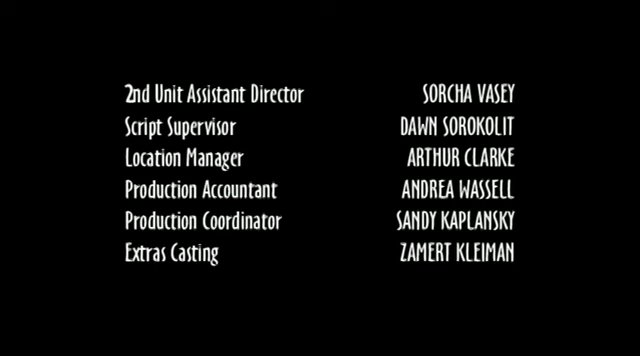 2nd Unit Assistant Director SORCHA VASEY
Script Supervisor DAWN SOROKOLIT
Location Manager ARTHUR CLARKE
Production Accountant ANDREA WASSELL
Production Coordinator SANDY KAPLANSKY
Extras Casting ZAMERT KLEIMAN